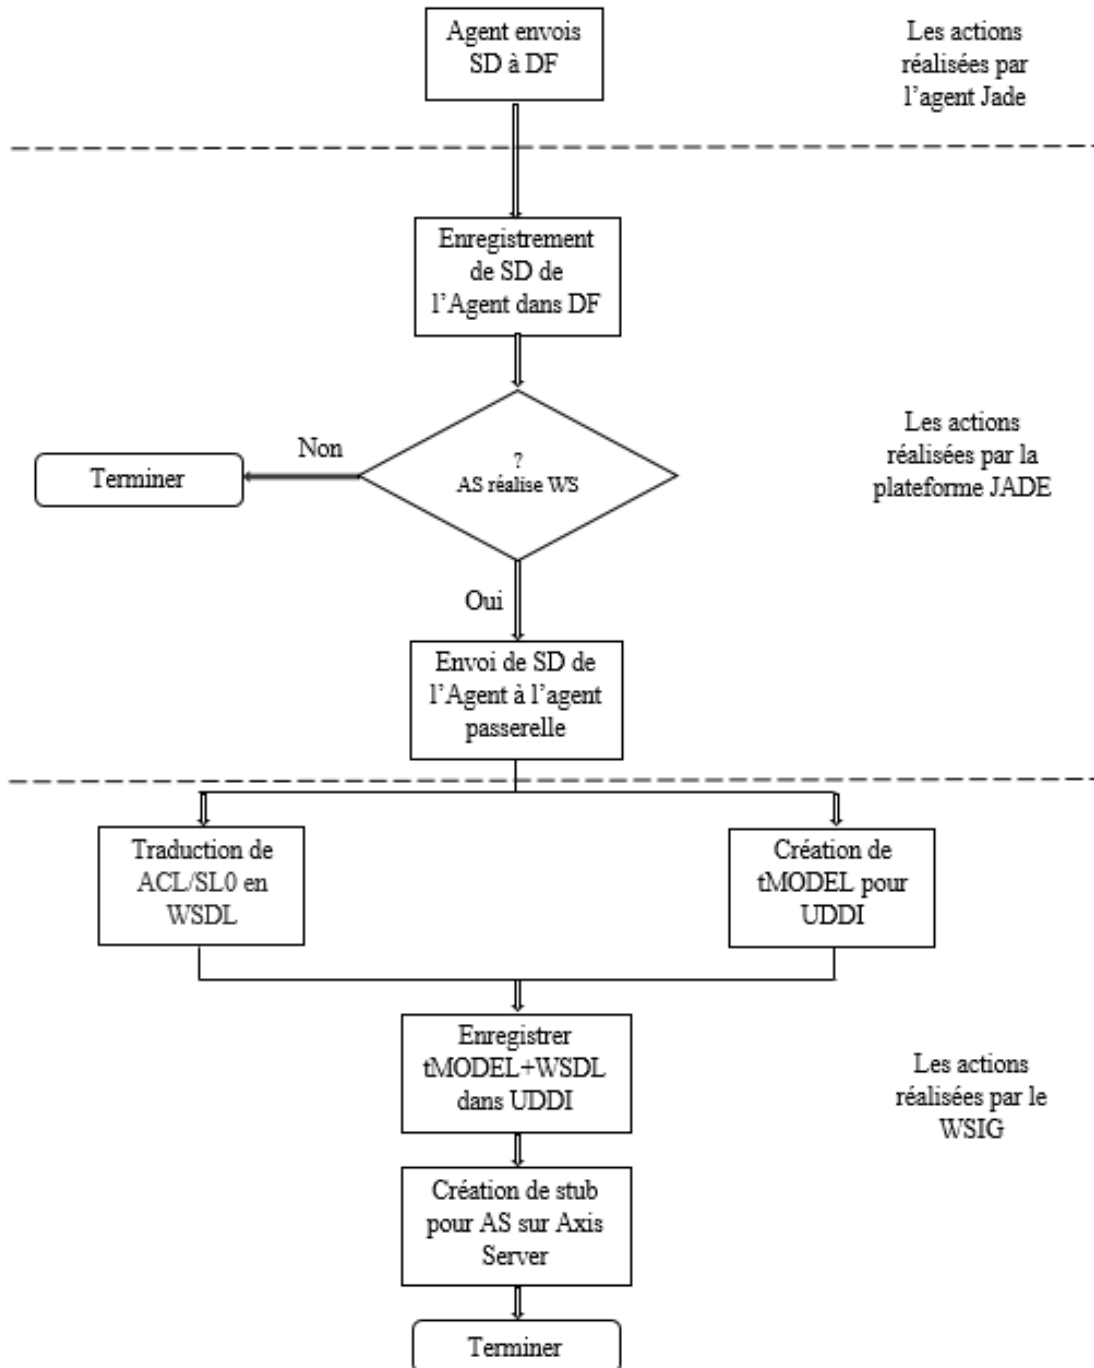 Agent envois
SD à DF
Les actions
réalisées par
l'agent Jade
Enregistrement
de SD de
l'Agent dans DF
Non
Terminer
?
AS réalise WS
Les actions
réalisées par la
plateforme JADE
Oui
Envoi de SD de
l'Agent à l'agent
passerelle
Traduction de
ACL/SL0 en
WSDL
Création de
tMODEL pour
UDDI
Enregistrer
tMODEL+WSDL
dans UDDI
Les actions
réalisées par le
WSIG
Création de stub
pour AS sur Axis
Server
Terminer